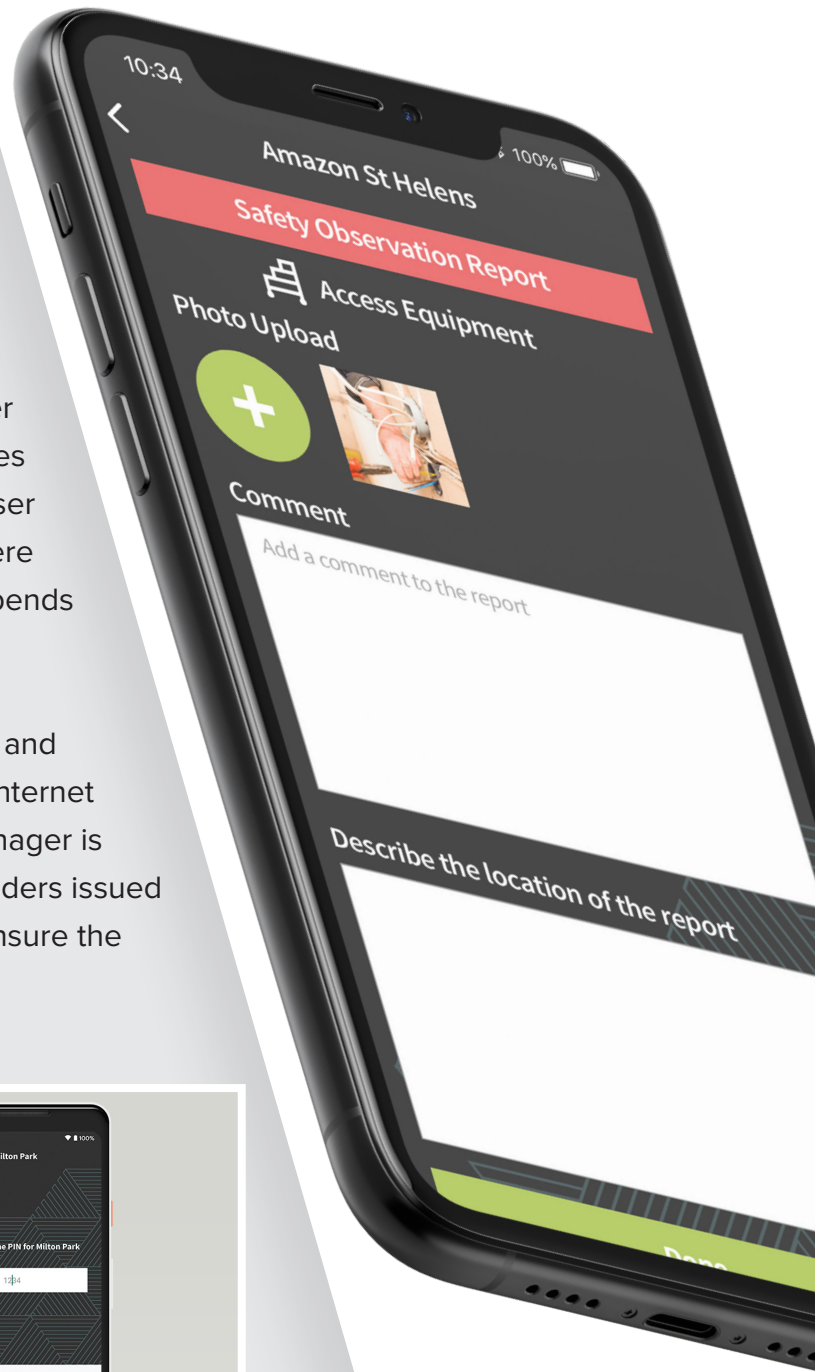 10:34
100%
Amazon St Helens
Safety Observation Report
Access Equipment
Photo Upload
+
Comment
Add a comment to the report
Describe the location of the report
Done
and
nternet
nager is
ders issued
nsure the
er
es
ser
ere
pends
100%
ilton Park
e PIN for Milton Park
1234